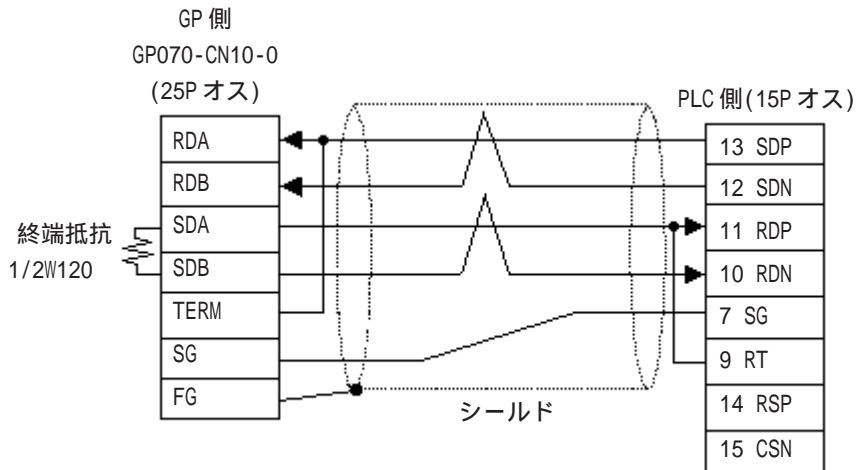 GP 側
GP070-CN10-0
(25P オス)
PLC 側(15P オス)
RDA
RDB
SDA
SDB
TERM
SG
FG
終端抵抗
1/2W120
シールド
13 SDP
12 SDN
11 RDP
10 RDN
7 SG
9 RT
14 RSP
15 CSN